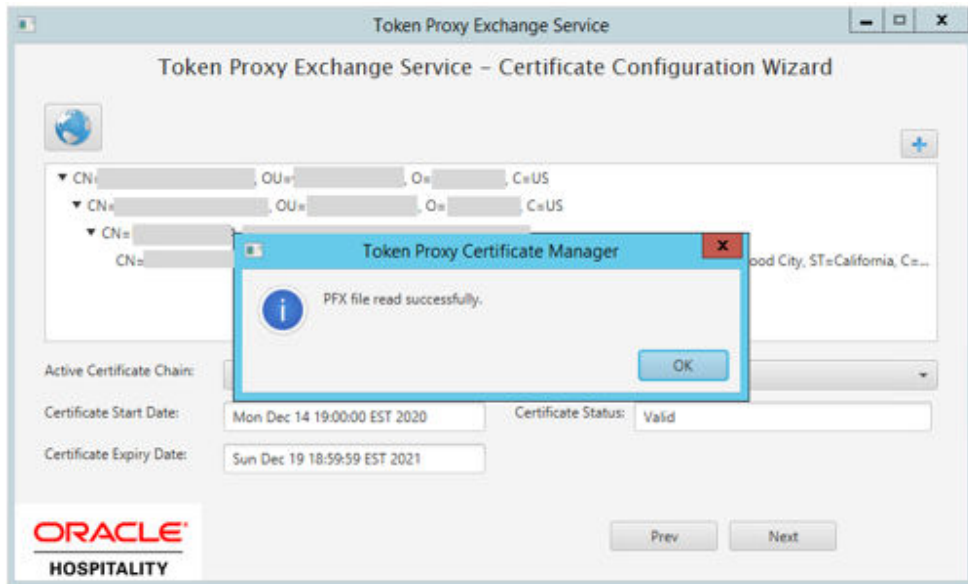 Token Proxy Exchange Service
Token Proxy Exchange Service – Certificate Configuration Wizard
CN= , OU= , O= , C=US
CN= , OU= , O= , C=US
CN=
CN= ood City, ST=California, C=...
Token Proxy Certificate Manager
PFX file read successfully.
OK
Active Certificate Chain:
Certificate Start Date: Mon Dec 14 19:00:00 EST 2020 Certificate Status: Valid
Certificate Expiry Date: Sun Dec 19 18:59:59 EST 2021
ORACLE
HOSPITALITY
Prev Next